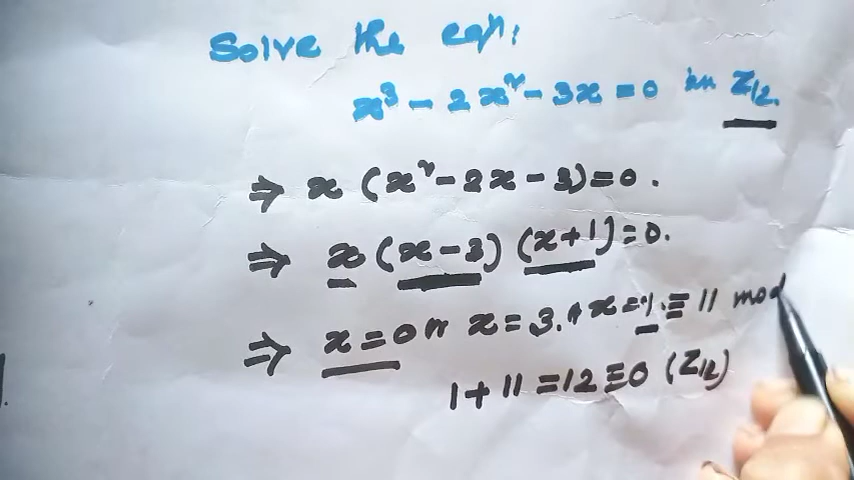 Solve the eqn:
x³ - 2x² - 3x = 0 in Z₁₂.
⇒ x (x² - 2x - 3) = 0.
⇒ x (x - 3) (x + 1) = 0.
⇒ x = 0 or x = 3, x = -1 ≡ 11 mod
1 + 11 = 12 ≡ 0 (Z₁₂)